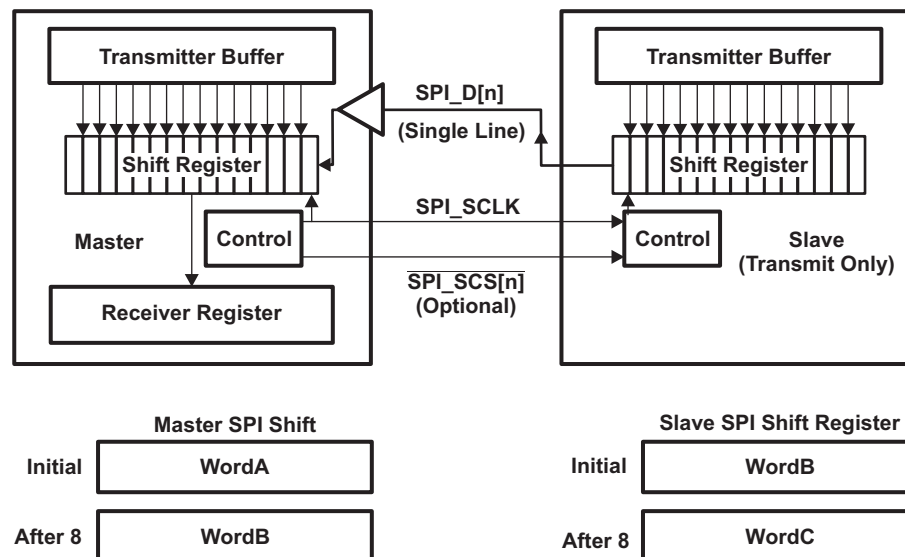 Transmitter Buffer
Shift Register
Master
Control
Receiver Register
SPI_D[n]
(Single Line)
SPI_SCLK
SPI_SCS[n]
(Optional)
Transmitter Buffer
Shift Register
Control
Slave
(Transmit Only)
Master SPI Shift
Initial
WordA
After 8
WordB
Slave SPI Shift Register
Initial
WordB
After 8
WordC